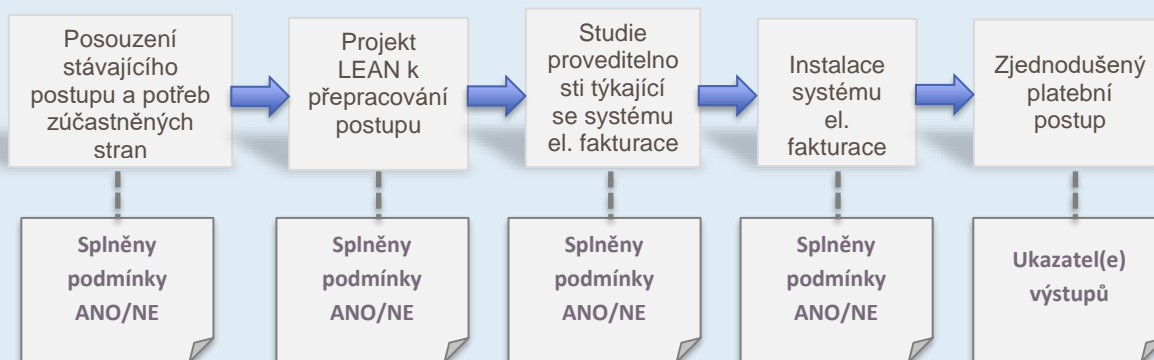 Posouzení
stávajícího
postupu a potřeb
zúčastněných
stran
Projekt
LEAN k
přepracování
postupu
Studie
proveditelno
sti týkající
se systému
el. fakturace
Instalace
systému
el.
fakturace
Zjednodušený
platební
postup
Splněny
podmínky
ANO/NE
Splněny
podmínky
ANO/NE
Splněny
podmínky
ANO/NE
Splněny
podmínky
ANO/NE
Ukazatel(e)
výstupů